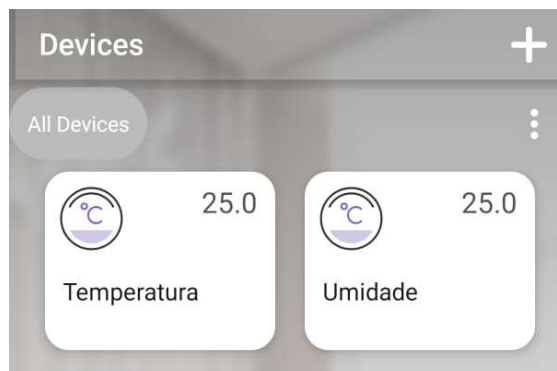 Devices
All Devices
°C 25.0
Temperatura
°C 25.0
Umidade